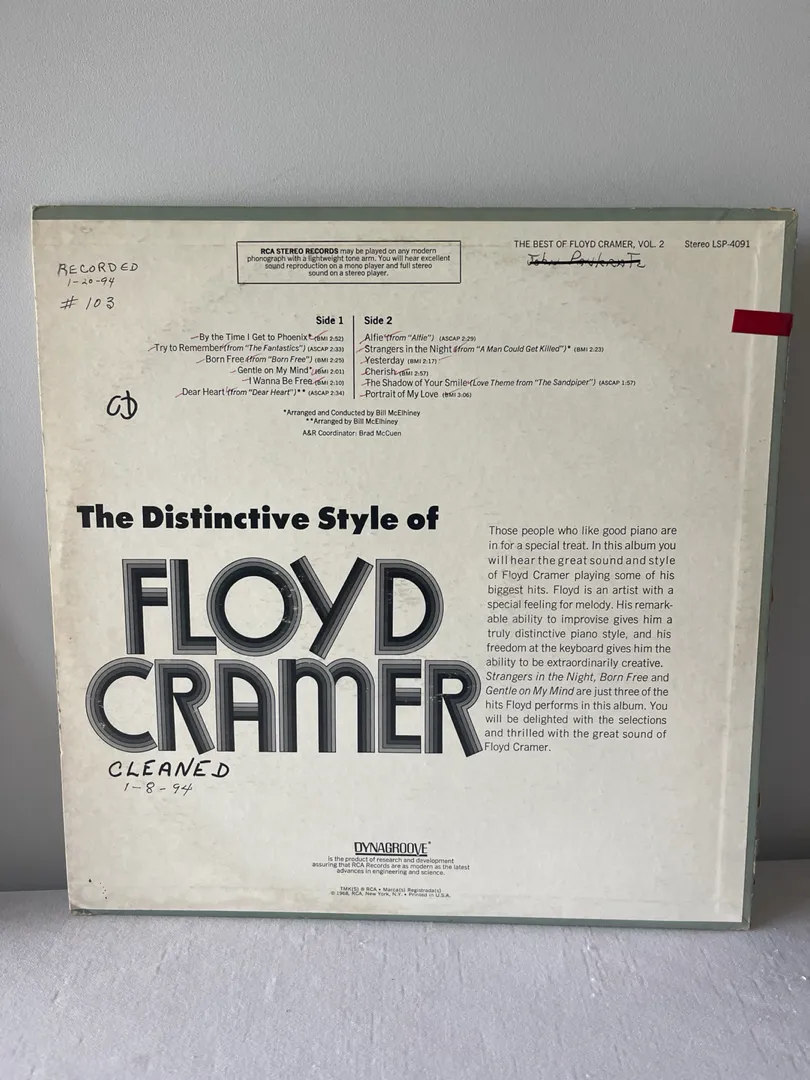 RCA STEREO RECORDS may be played on any modern
phonograph with a lightweight tone arm. You will hear excellent
sound reproduction on a mono player and full stereo
sound on a stereo player.
THE BEST OF FLOYD CRAMER, VOL. 2 Stereo LSP-4091
John
RECORDED
1-20-94
# 103
Side 1
By the Time I Get to Phoenix* (BMI 2:52)
Try to Remember (from "The Fantastics") (ASCAP 2:33)
Born Free (from "Born Free") (BMI 2:25)
Gentle on My Mind* (BMI 2:01)
I Wanna Be Free (BMI 2:10)
Dear Heart (from "Dear Heart")** (ASCAP 2:34)
Side 2
Alfie (from "Alfie") (ASCAP 2:29)
Strangers in the Night (from "A Man Could Get Killed")* (BMI 2:23)
Yesterday (BMI 2:17)
Cherish (BMI 2:57)
The Shadow of Your Smile (Love Theme from "The Sandpiper") (ASCAP 1:57)
Portrait of My Love (BMI 3:06)
*Arranged and Conducted by Bill McElhiney
**Arranged by Bill McElhiney
A&R Coordinator: Brad McCuen
The Distinctive Style of
FLOYD
CRAMER
CLEANED
1-8-94
Those people who like good piano are
in for a special treat. In this album you
will hear the great sound and style
of Floyd Cramer playing some of his
biggest hits. Floyd is an artist with a
special feeling for melody. His remark-
able ability to improvise gives him a
truly distinctive piano style, and his
freedom at the keyboard gives him the
ability to be extraordinarily creative.
Strangers in the Night, Born Free and
Gentle on My Mind are just three of the
hits Floyd performs in this album. You
will be delighted with the selections
and thrilled with the great sound of
Floyd Cramer.
DYNAGROOVE*
is the product of research and development
assuring that RCA Records are as modern as the latest
advances in engineering and science.
TMK(S) ® RCA • Marca(s) Registrada(s)
© 1968, RCA, New York, N.Y. • Printed in U.S.A.